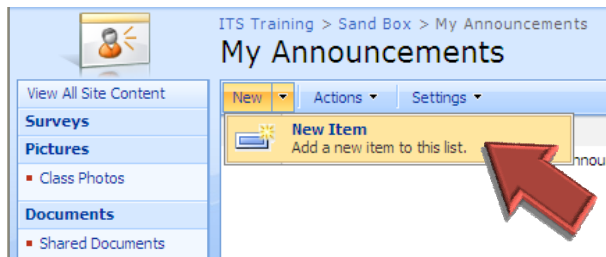 ITS Training > Sand Box > My Announcements
My Announcements
View All Site Content
New Actions Settings
Surveys
New Item
Add a new item to this list.
Pictures
Class Photos
Documents
Shared Documents